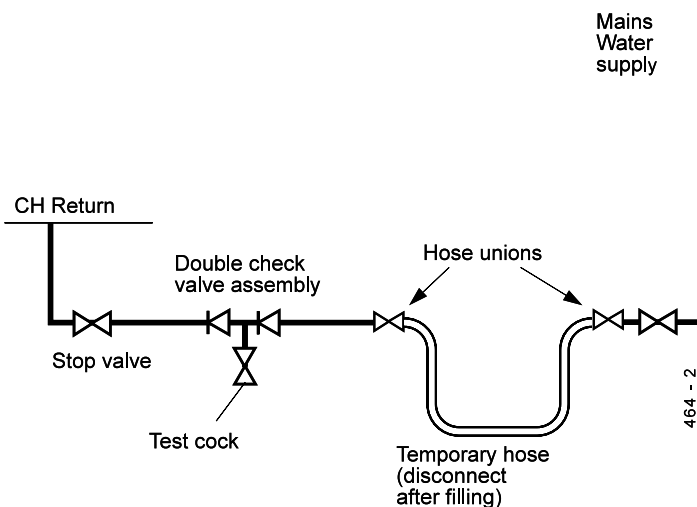 Mains
Water
supply
CH Return
Double check
valve assembly
Hose unions
Stop valve
Test cock
Temporary hose
(disconnect
after filling)
464 - 2